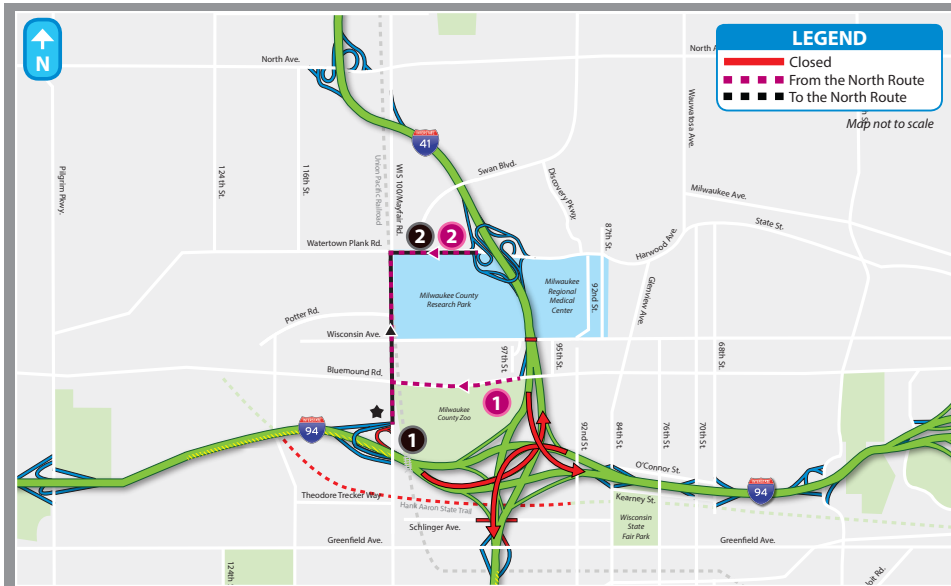 N
LEGEND
Closed
From the North Route
To the North Route
Map not to scale
North Ave.
North
Pilgrim Pkwy.
124th St.
116th St.
Union Pacific Railroad
WIS 100/Mayfair Rd.
41
Swan Blvd.
Discovery Pkwy.
Wauwatosa Ave.
Milwaukee Ave.
State St.
87th St.
Harwood Ave.
Glenview Ave.
Watertown Plank Rd.
2
2
Milwaukee County
Research Park
Milwaukee
Regional
Medical
Center
92nd St.
Potter Rd.
Wisconsin Ave.
97th St.
95th St.
68th St.
Bluemound Rd.
Milwaukee
County Zoo
1
1
94
92nd St.
84th St.
76th St.
70th St.
O'Connor St.
94
Theodore Trecker Way
Hank Aaron State Trail
Kearney St.
Schlinger Ave.
Wisconsin
State
Fair Park
Greenfield Ave.
Greenfield Ave.
124th
Rd.